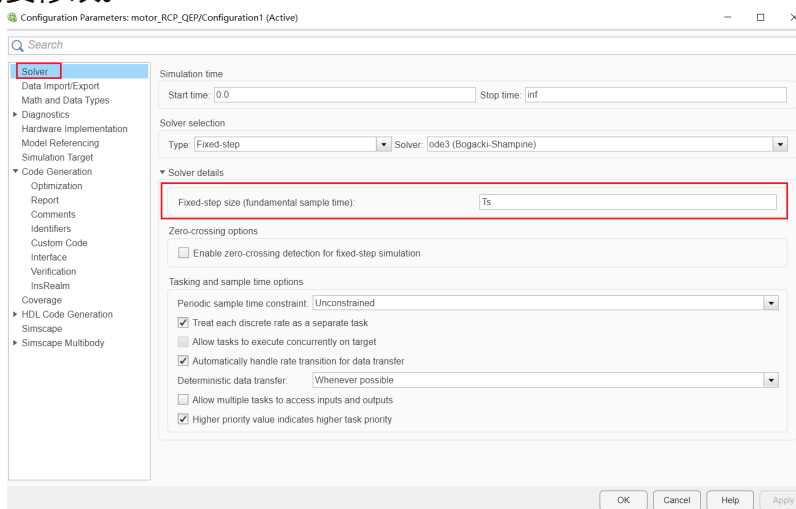 Configuration Parameters: motor_RCP_QEP/Configuration1 (Active)
Search
Solver
Data Import/Export
Math and Data Types
Diagnostics
Hardware Implementation
Model Referencing
Simulation Target
Code Generation
Optimization
Report
Comments
Identifiers
Custom Code
Interface
Verification
InsRealm
Coverage
HDL Code Generation
Simscape
Simscape Multibody
Simulation time
Start time: 0.0 Stop time: inf
Solver selection
Type: Fixed-step Solver: ode3 (Bogacki-Shampine)
Solver details
Fixed-step size (fundamental sample time): Ts
Zero-crossing options
Enable zero-crossing detection for fixed-step simulation
Tasking and sample time options
Periodic sample time constraint: Unconstrained
Treat each discrete rate as a separate task
Allow tasks to execute concurrently on target
Automatically handle rate transition for data transfer
Deterministic data transfer: Whenever possible
Allow multiple tasks to access inputs and outputs
Higher priority value indicates higher task priority
OK Cancel Help Apply